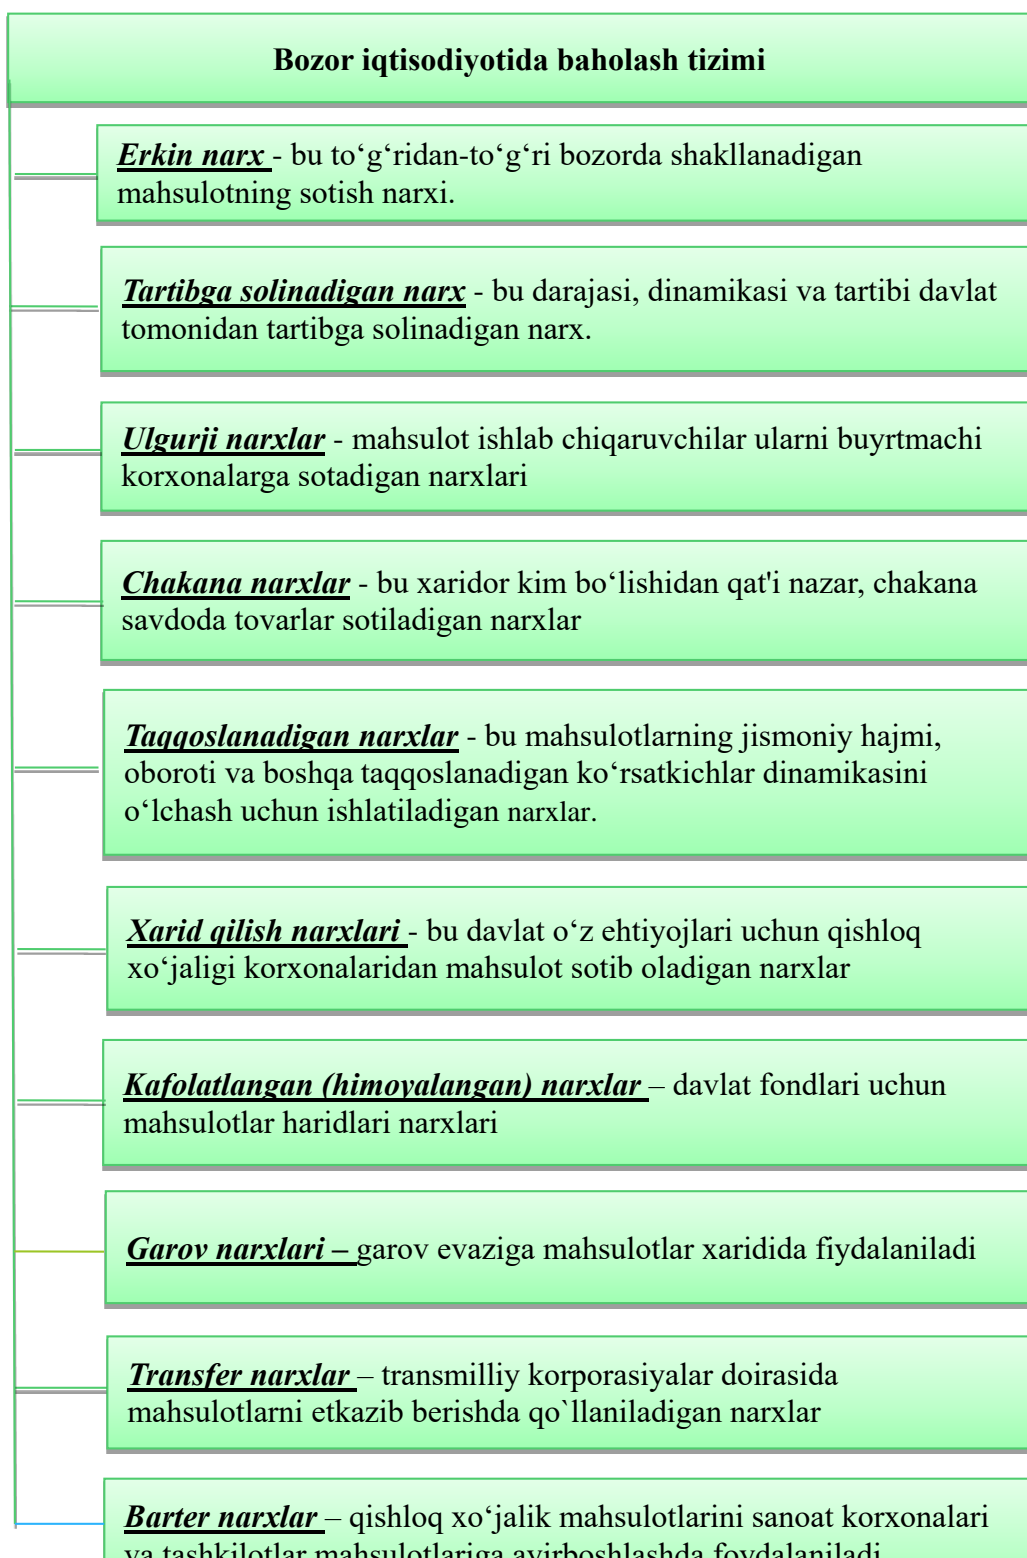 Bozor iqtisodiyotida baholash tizimi
Erkin narx - bu to‘g‘ridan-to‘g‘ri bozorda shakllanadigan
mahsulotning sotish narxi.
Tartibga solinadigan narx - bu darajasi, dinamikasi va tartibi davlat
tomonidan tartibga solinadigan narx.
Ulgurji narxlar - mahsulot ishlab chiqaruvchilar ularni buyrtmachi
korxonalarga sotadigan narxlari
Chakana narxlar - bu xaridor kim bo‘lishidan qat'i nazar, chakana
savdoda tovarlar sotiladigan narxlar
Taqqoslanadigan narxlar - bu mahsulotlarning jismoniy hajmi,
oboroti va boshqa taqqoslanadigan ko‘rsatkichlar dinamikasini
o‘lchash uchun ishlatiladigan narxlar.
Xarid qilish narxlari - bu davlat o‘z ehtiyojlari uchun qishloq
xo‘jaligi korxonalaridan mahsulot sotib oladigan narxlar
Kafolatlangan (himoyalangan) narxlar – davlat fondlari uchun
mahsulotlar haridlari narxlari
Garov narxlari – garov evaziga mahsulotlar xaridida fiydalaniladi
Transfer narxlar – transmilliy korporasiyalar doirasida
mahsulotlarni etkazib berishda qo`llaniladigan narxlar
Barter narxlar – qishloq xo‘jalik mahsulotlarini sanoat korxonalari
va tashkilotlar mahsulotlariga ayirboshlashda foydalaniladi